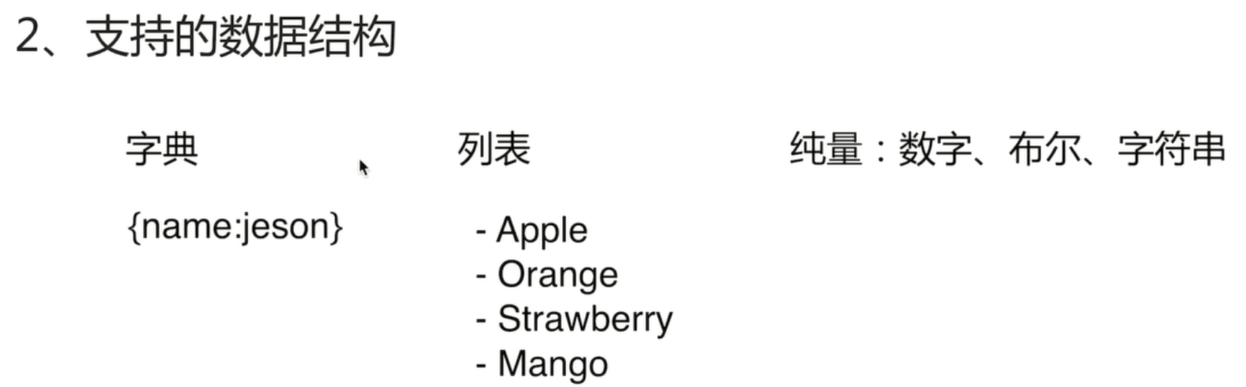 2、支持的数据结构
字典
列表
纯量：数字、布尔、字符串
{name:jeson}
- Apple
- Orange
- Strawberry
- Mango